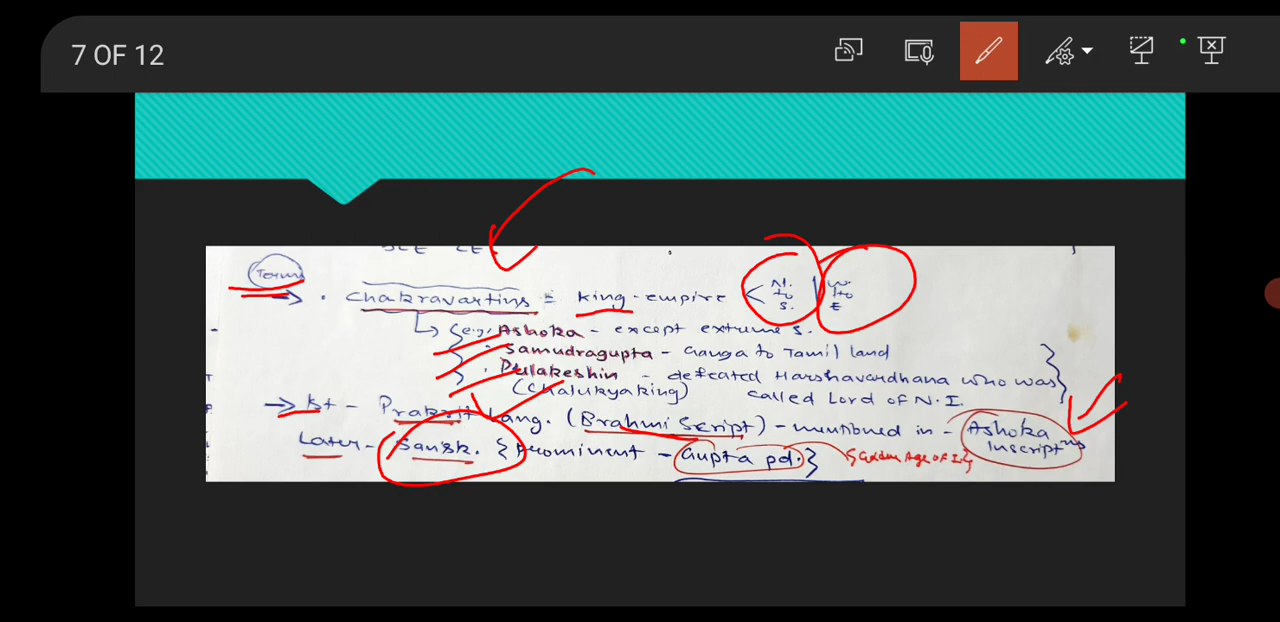 7 OF 12
Term
→ • Chakravartins = King-empire < N. to S. | W to E
↳ {eg: Ashoka - except extreme S.
• Samudragupta - Ganga to Tamil land
• Pulakeshin - defeated Harshavardhana who was
(Chalukya king) called Lord of N.I.
→ 1st - Prakrit Lang. (Brahmi Script) - mentioned in - Ashoka Inscriptns
Later - Sansk. {Prominent - Gupta pd.} {Golden Age of I.}